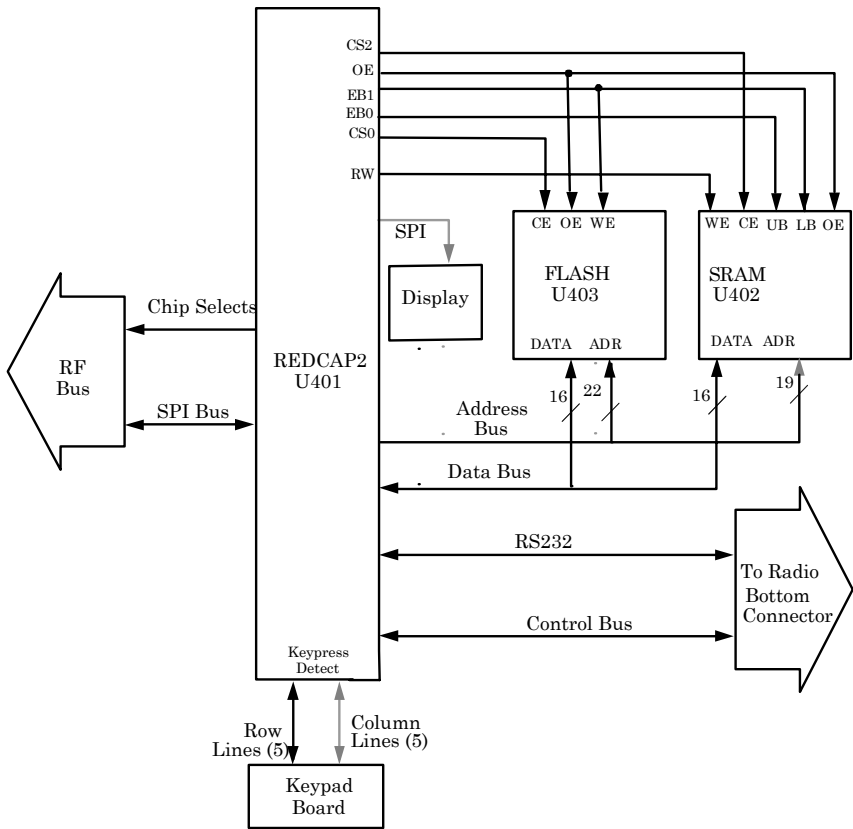 CS2
OE
EB1
EB0
CS0
RW
SPI
CE OE WE
FLASH
U403
DATA ADR
WE CE UB LB OE
SRAM
U402
DATA ADR
Display
Chip Selects
RF
Bus
SPI Bus
REDCAP2
U401
16
22
16
19
Address
Bus
Data Bus
RS232
To Radio
Bottom
Connector
Control Bus
Keypress
Detect
Row
Lines (5)
Column
Lines (5)
Keypad
Board